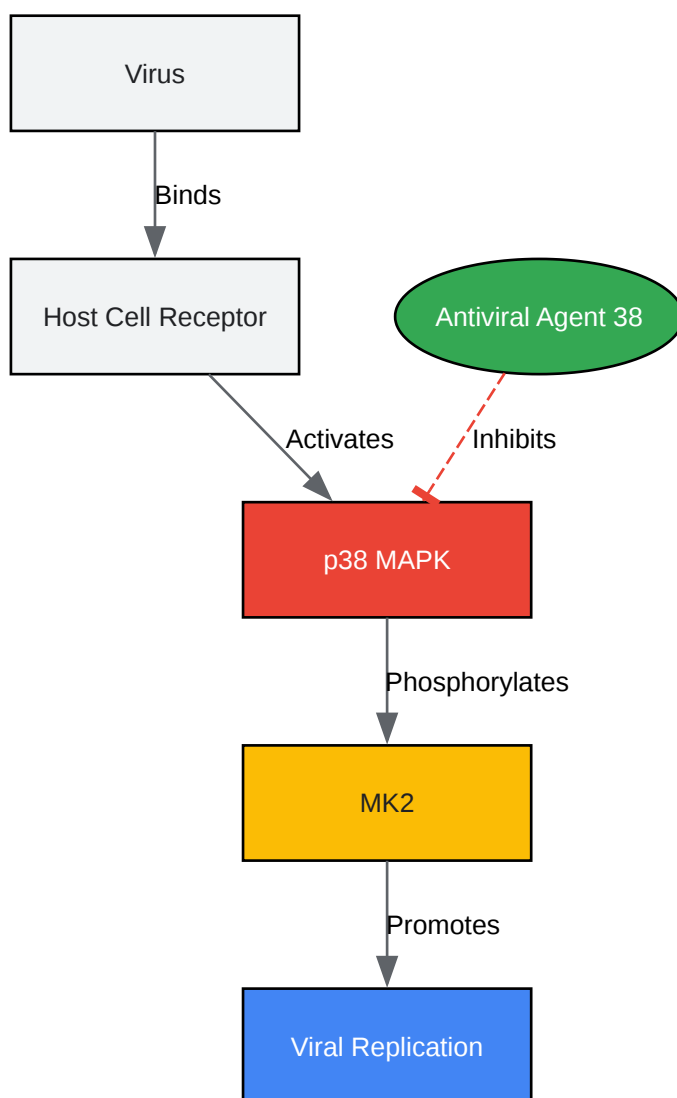 Virus
Binds
Host Cell Receptor
Antiviral Agent 38
Activates
Inhibits
p38 MAPK
Phosphorylates
MK2
Promotes
Viral Replication